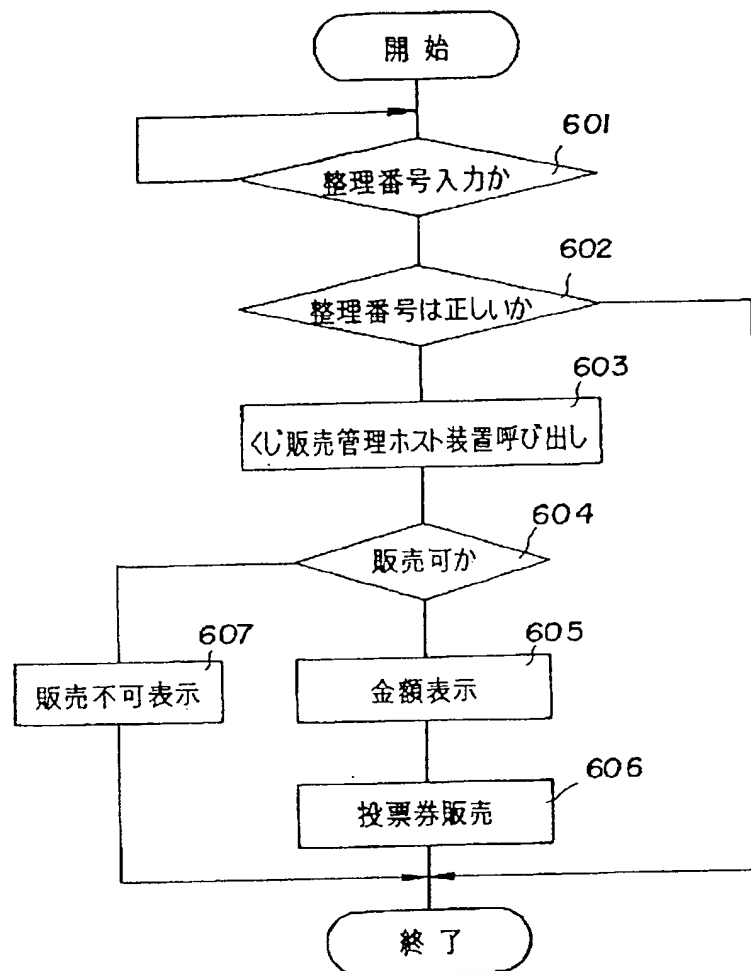 開始
601
整理番号入力か
602
整理番号は正しいか
603
くじ販売管理ホスト装置呼び出し
604
販売可か
607
販売不可表示
605
金額表示
606
投票券販売
終了